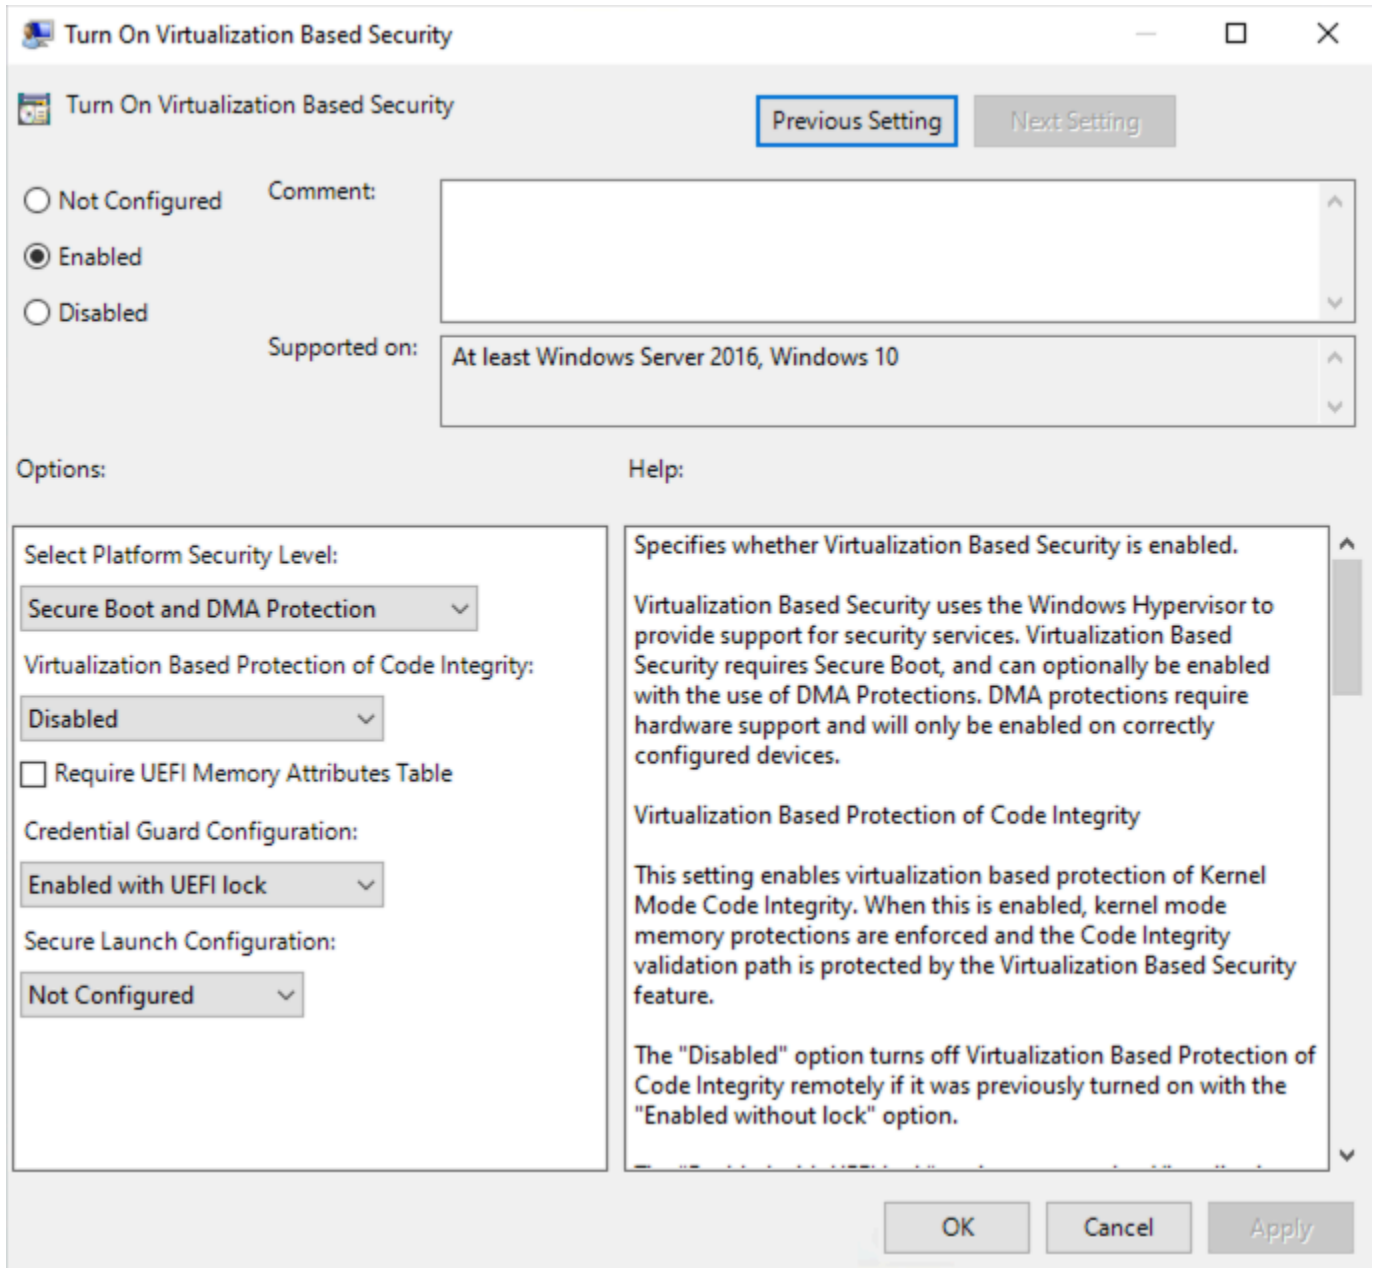 Turn On Virtualization Based Security
Turn On Virtualization Based Security
Previous Setting
Next Setting
Not Configured
Enabled
Disabled
Comment:
Supported on:
At least Windows Server 2016, Windows 10
Options:
Help:
Select Platform Security Level:
Secure Boot and DMA Protection
Virtualization Based Protection of Code Integrity:
Disabled
Require UEFI Memory Attributes Table
Credential Guard Configuration:
Enabled with UEFI lock
Secure Launch Configuration:
Not Configured
Specifies whether Virtualization Based Security is enabled.
Virtualization Based Security uses the Windows Hypervisor to
provide support for security services. Virtualization Based
Security requires Secure Boot, and can optionally be enabled
with the use of DMA Protections. DMA protections require
hardware support and will only be enabled on correctly
configured devices.
Virtualization Based Protection of Code Integrity
This setting enables virtualization based protection of Kernel
Mode Code Integrity. When this is enabled, kernel mode
memory protections are enforced and the Code Integrity
validation path is protected by the Virtualization Based Security
feature.
The "Disabled" option turns off Virtualization Based Protection of
Code Integrity remotely if it was previously turned on with the
"Enabled without lock" option.
OK
Cancel
Apply